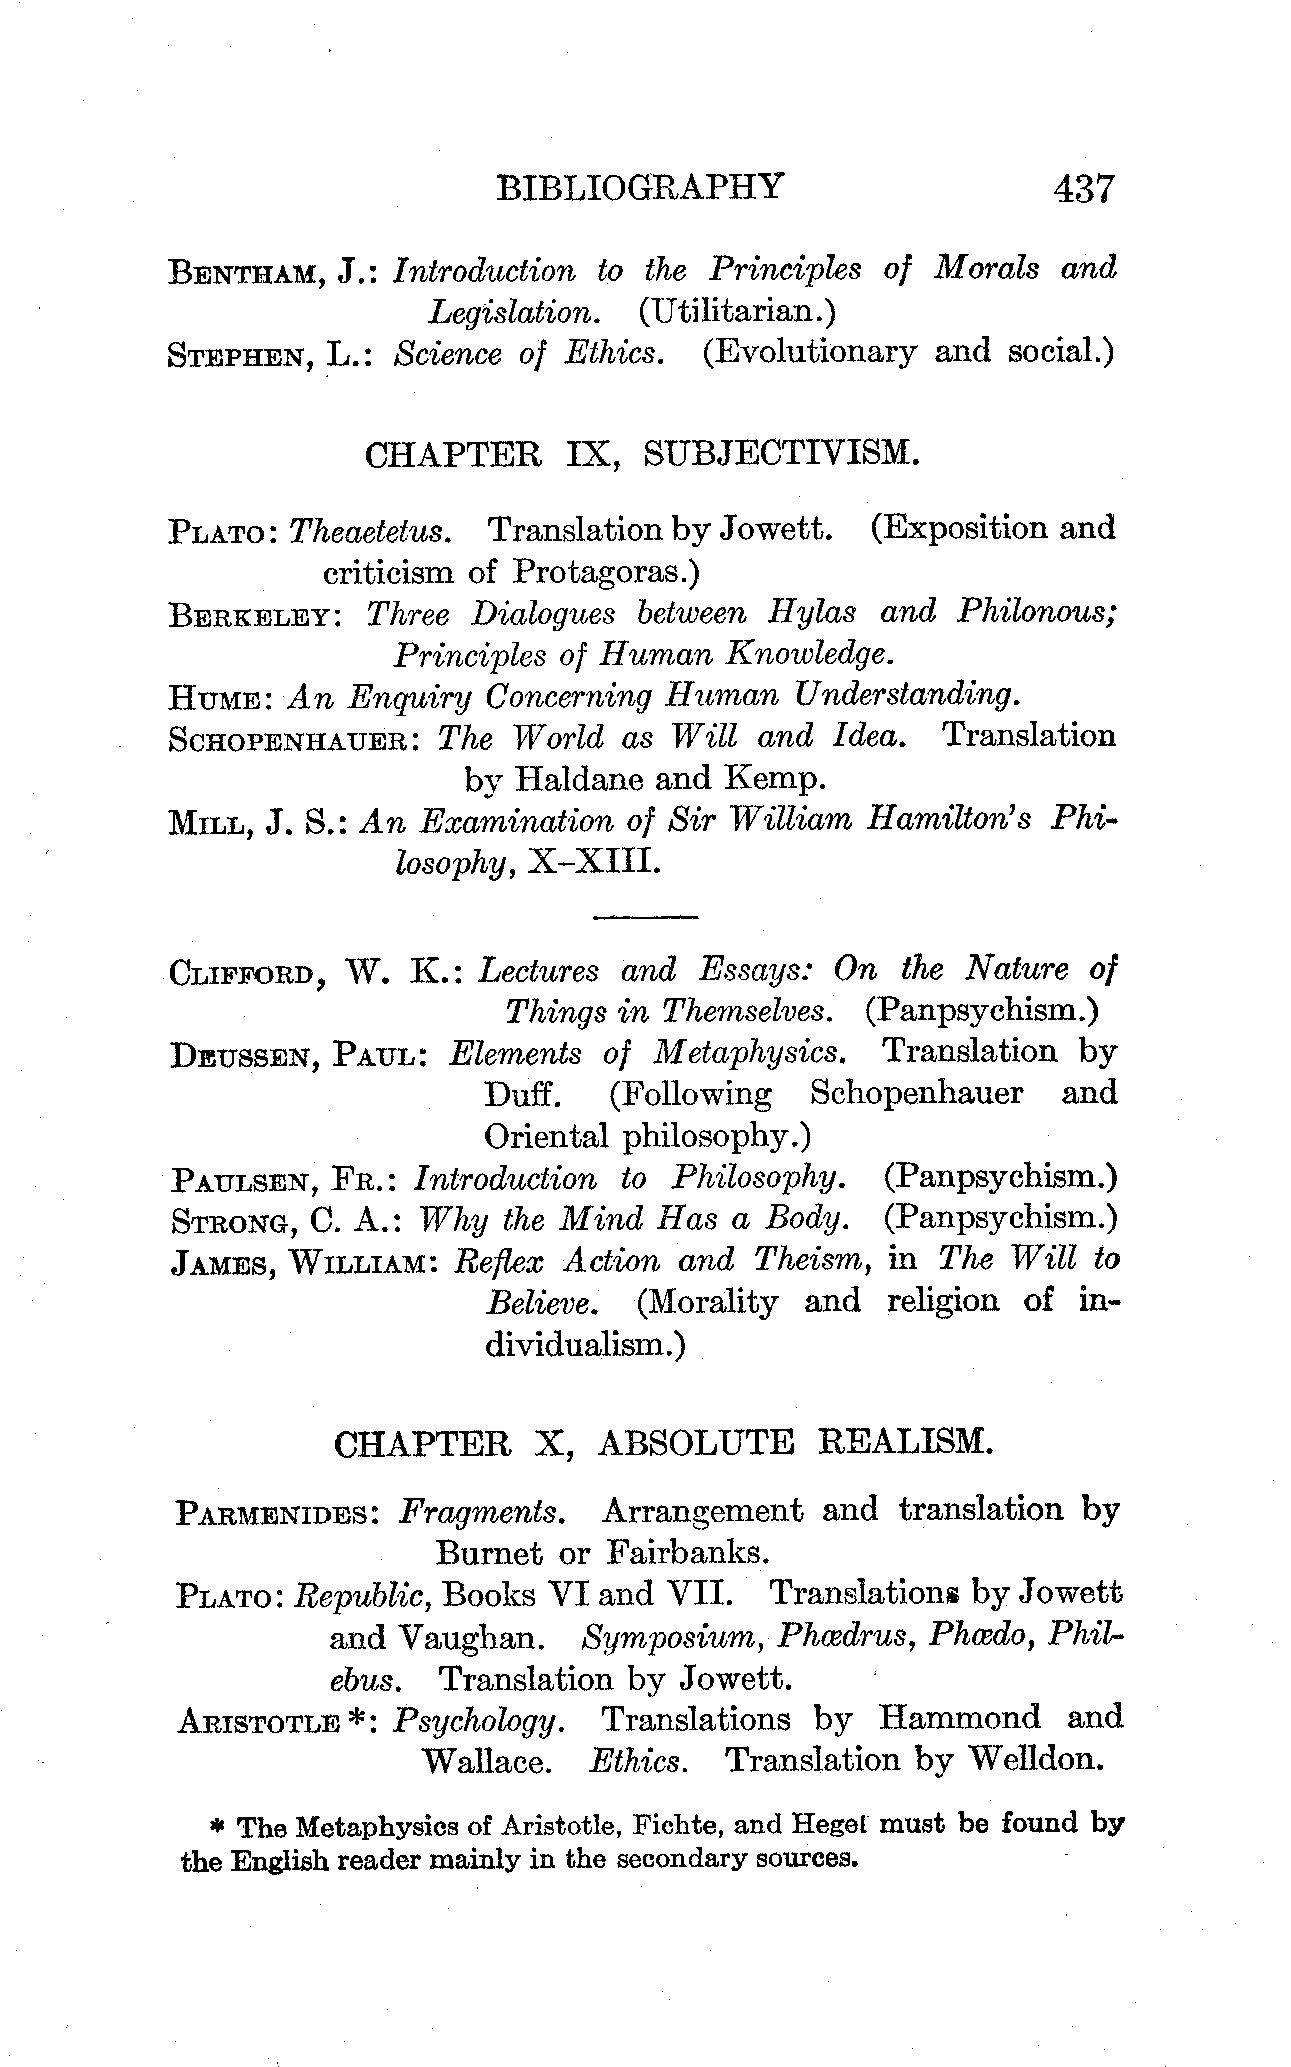 BIBLIOGRAPHY 437
BENTHAM, J.: Introduction to the Principles of Morals and
Legislation. (Utilitarian.)
STEPHEN, L.: Science of Ethics. (Evolutionary and social.)
CHAPTER IX, SUBJECTIVISM.
PLATO: Theaetetus. Translation by Jowett. (Exposition and
criticism of Protagoras.)
BERKELEY: Three Dialogues between Hylas and Philonous;
Principles of Human Knowledge.
HUME: An Enquiry Concerning Human Understanding.
SCHOPENHAUER: The World as Will and Idea. Translation
by Haldane and Kemp.
MILL, J. S.: An Examination of Sir William Hamilton's Phi-
losophy, X–XIII.
CLIFFORD, W. K.: Lectures and Essays: On the Nature of
Things in Themselves. (Panpsychism.)
DEUSSEN, PAUL: Elements of Metaphysics. Translation by
Duff. (Following Schopenhauer and
Oriental philosophy.)
PAULSEN, FR.: Introduction to Philosophy. (Panpsychism.)
STRONG, C. A.: Why the Mind Has a Body. (Panpsychism.)
JAMES, WILLIAM: Reflex Action and Theism, in The Will to
Believe. (Morality and religion of in-
dividualism.)
CHAPTER X, ABSOLUTE REALISM.
PARMENIDES: Fragments. Arrangement and translation by
Burnet or Fairbanks.
PLATO: Republic, Books VI and VII. Translations by Jowett
and Vaughan. Symposium, Phædrus, Phædo, Phil-
ebus. Translation by Jowett.
ARISTOTLE *: Psychology. Translations by Hammond and
Wallace. Ethics. Translation by Welldon.
* The Metaphysics of Aristotle, Fichte, and Hegel must be found by
the English reader mainly in the secondary sources.